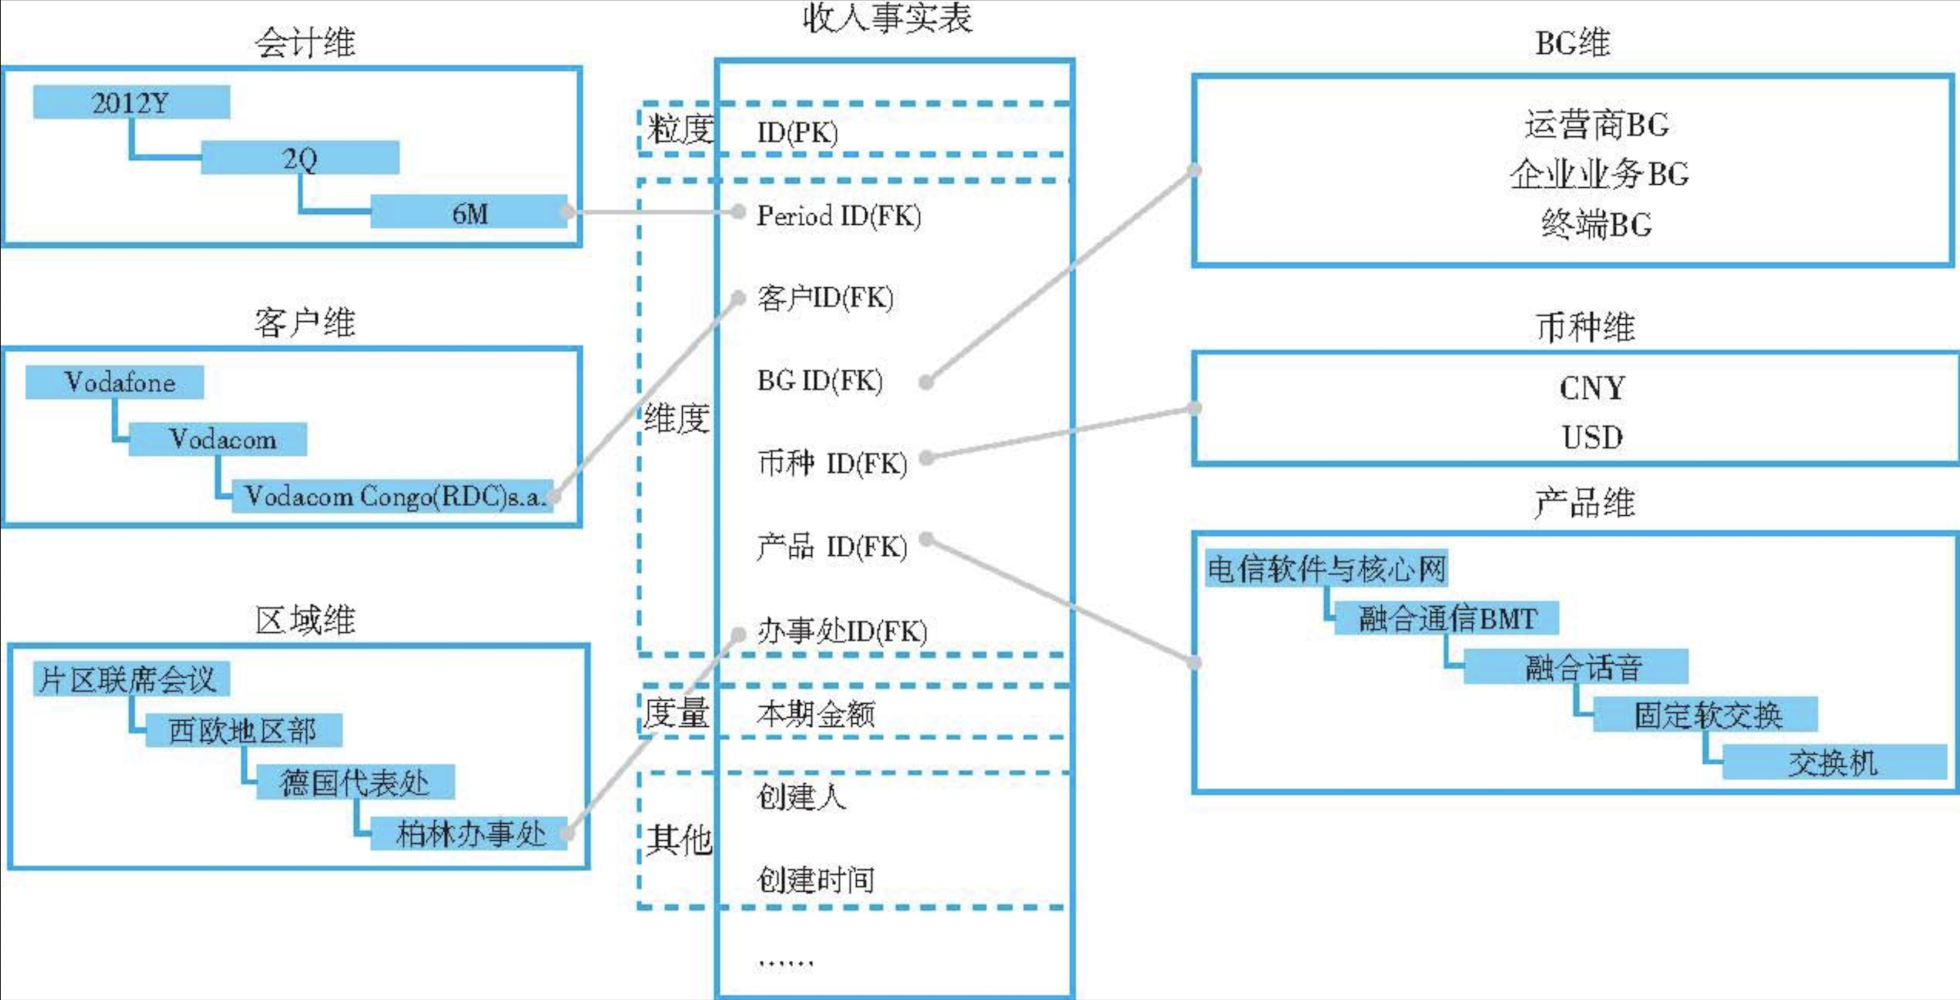 会计维
2012Y
2Q
6M
客户维
Vodafone
Vodacom
Vodacom Congo(RDC)s.a.
区域维
片区联席会议
西欧地区部
德国代表处
柏林办事处
收入事实表
粒度
ID(PK)
维度
Period ID(FK)
客户ID(FK)
BG ID(FK)
币种 ID(FK)
产品 ID(FK)
办事处ID(FK)
度量
本期金额
其他
创建人
创建时间
……
BG维
运营商BG
企业业务BG
终端BG
币种维
CNY
USD
产品维
电信软件与核心网
融合通信BMT
融合话音
固定软交换
交换机